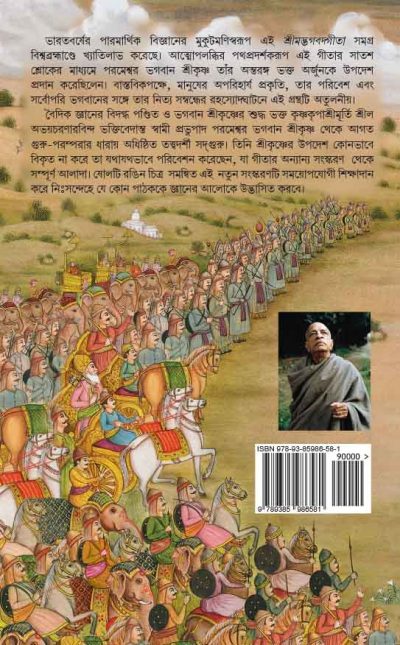 ভারতবর্ষের পারমার্থিক বিজ্ঞানের মুকুটমণিস্বরূপ এই শ্রীমদ্ভগবদ্গীতা সমগ্র
বিশ্বব্রহ্মাণ্ডে খ্যাতিলাভ করেছে। আত্মোপলব্ধির পথপ্রদর্শকরূপ এই গীতার সাতশ
শ্লোকের মাধ্যমে পরমেশ্বর ভগবান শ্রীকৃষ্ণ তাঁর অন্তরঙ্গ ভক্ত অর্জুনকে উপদেশ
প্রদান করেছিলেন। বাস্তবিকপক্ষে, মানুষের অপরিহার্য প্রকৃতি, তার পরিবেশ এবং
সর্বোপরি ভগবানের সঙ্গে তার নিত্য সম্বন্ধের রহস্যোদ্ঘাটনে এই গ্রন্থটি অতুলনীয়।
বৈদিক জ্ঞানের বিদগ্ধ পণ্ডিত ও ভগবান শ্রীকৃষ্ণের শুদ্ধ ভক্ত কৃষ্ণকৃপাশ্রীমূর্তি শ্রীল
অভয়চরণারবিন্দ ভক্তিবেদান্ত স্বামী প্রভুপাদ পরমেশ্বর ভগবান শ্রীকৃষ্ণ থেকে আগত
গুরু-পরম্পরার ধারায় অধিষ্ঠিত তত্ত্বদর্শী সদ্গুরু। তিনি শ্রীকৃষ্ণের উপদেশ কোনভাবে
বিকৃত না করে তা যথাযথভাবে পরিবেশন করেছেন, যা গীতার অন্যান্য সংস্করণ থেকে
সম্পূর্ণ আলাদা। ষোলটি রঙিন চিত্র সমন্বিত এই নতুন সংস্করণটি সময়োপযোগী শিক্ষাদান
করে নিঃসন্দেহে যে কোন পাঠককে জ্ঞানের আলোকে উদ্ভাসিত করবে।
ISBN 978-93-85986-58-1
90000 >
9 789385 986581